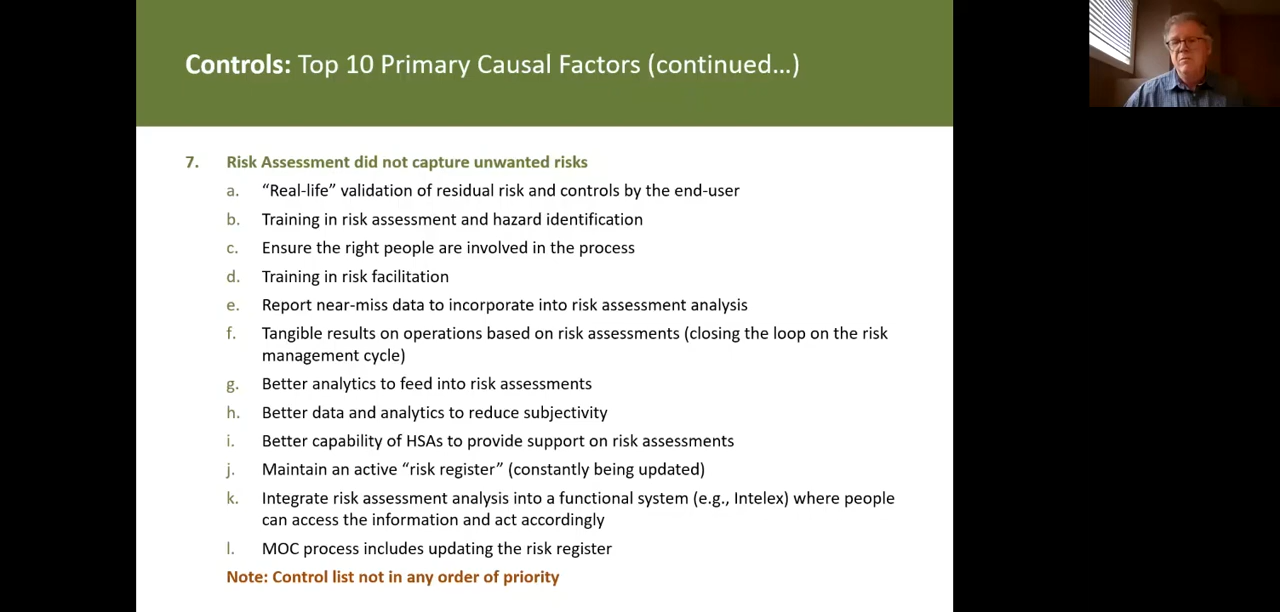 Controls: Top 10 Primary Causal Factors (continued...)
7. Risk Assessment did not capture unwanted risks
a. “Real-life” validation of residual risk and controls by the end-user
b. Training in risk assessment and hazard identification
c. Ensure the right people are involved in the process
d. Training in risk facilitation
e. Report near-miss data to incorporate into risk assessment analysis
f. Tangible results on operations based on risk assessments (closing the loop on the risk
management cycle)
g. Better analytics to feed into risk assessments
h. Better data and analytics to reduce subjectivity
i. Better capability of HSAs to provide support on risk assessments
j. Maintain an active “risk register” (constantly being updated)
k. Integrate risk assessment analysis into a functional system (e.g., Intelex) where people
can access the information and act accordingly
l. MOC process includes updating the risk register
Note: Control list not in any order of priority